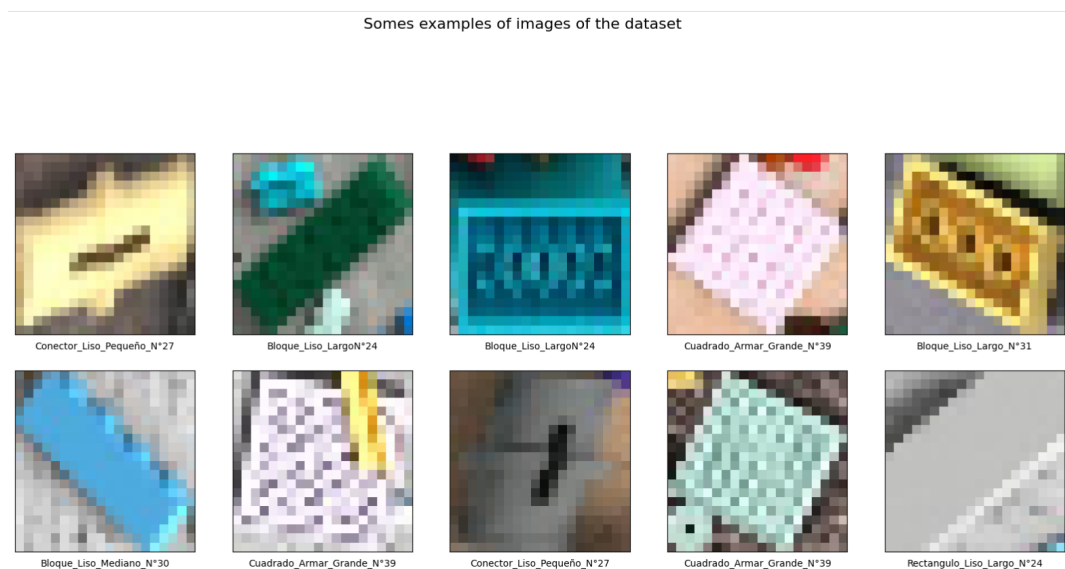 Somes examples of images of the dataset
Conector_Liso_Pequeño_N°27
Bloque_Liso_LargoN°24
Bloque_Liso_LargoN°24
Cuadrado_Armar_Grande_N°39
Bloque_Liso_Largo_N°31
Bloque_Liso_Mediano_N°30
Cuadrado_Armar_Grande_N°39
Conector_Liso_Pequeño_N°27
Cuadrado_Armar_Grande_N°39
Rectangulo_Liso_Largo_N°24